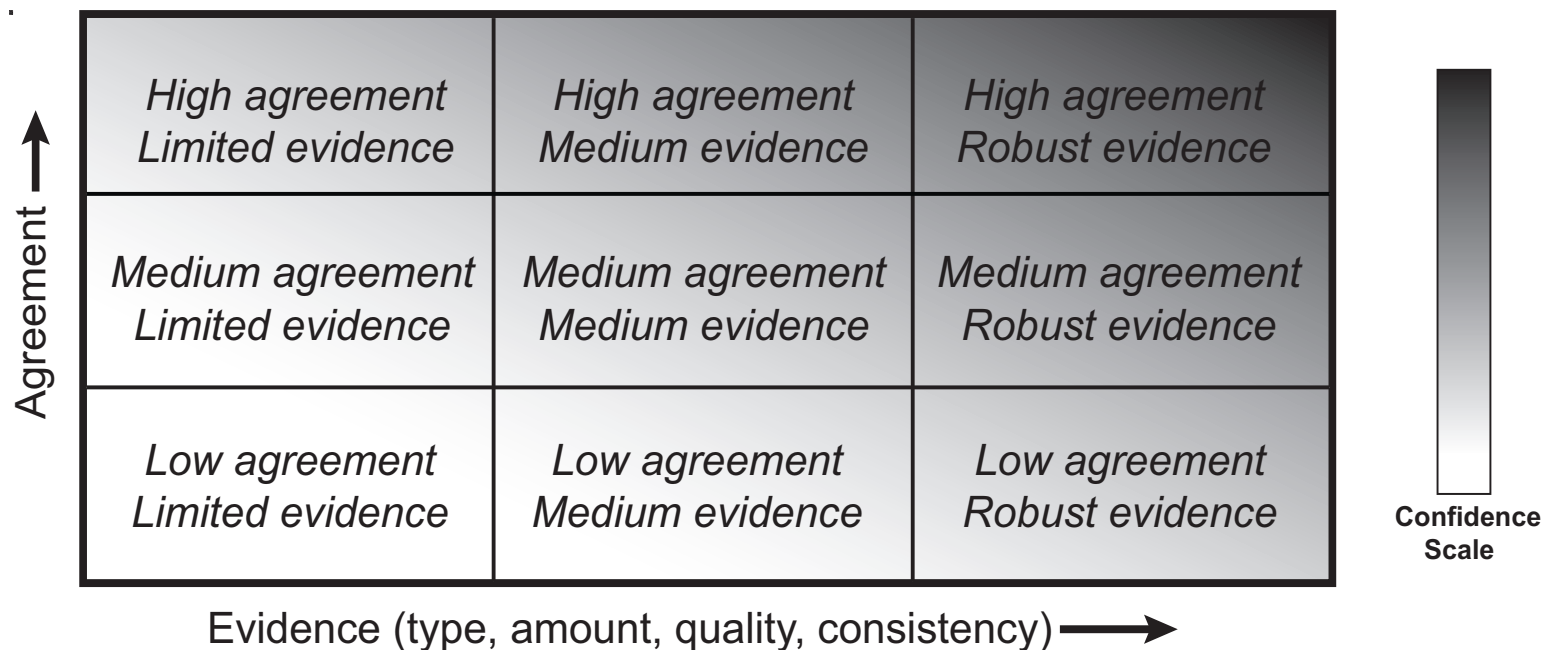 High agreement
Limited evidence
High agreement
Medium evidence
High agreement
Robust evidence
Agreement
Medium agreement
Limited evidence
Medium agreement
Medium evidence
Medium agreement
Robust evidence
Low agreement
Limited evidence
Low agreement
Medium evidence
Low agreement
Robust evidence
Confidence
Scale
Evidence (type, amount, quality, consistency)